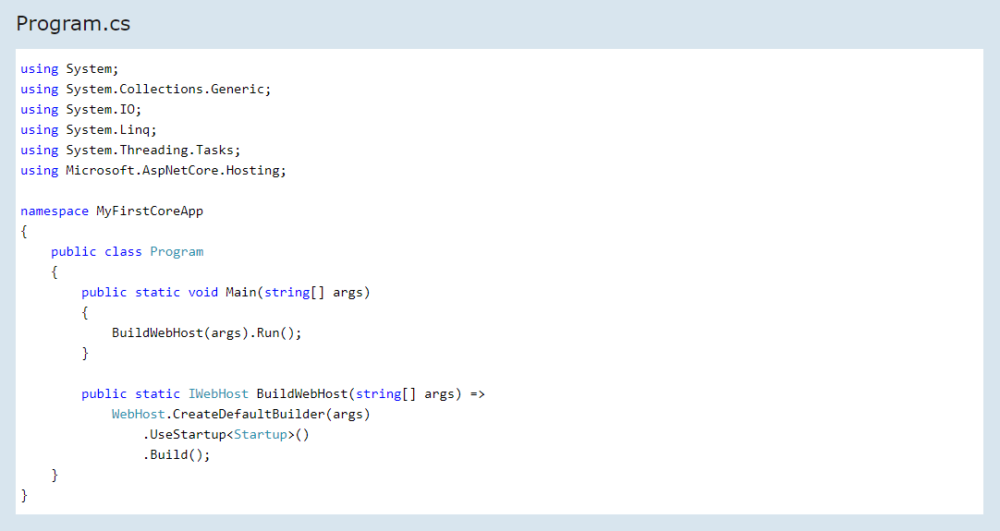 Program.cs
using System;
using System.Collections.Generic;
using System.IO;
using System.Linq;
using System.Threading.Tasks;
using Microsoft.AspNetCore.Hosting;

namespace MyFirstCoreApp
{
    public class Program
    {
        public static void Main(string[] args)
        {
            BuildWebHost(args).Run();
        }

        public static IWebHost BuildWebHost(string[] args) =>
            WebHost.CreateDefaultBuilder(args)
                .UseStartup<Startup>()
                .Build();
    }
}